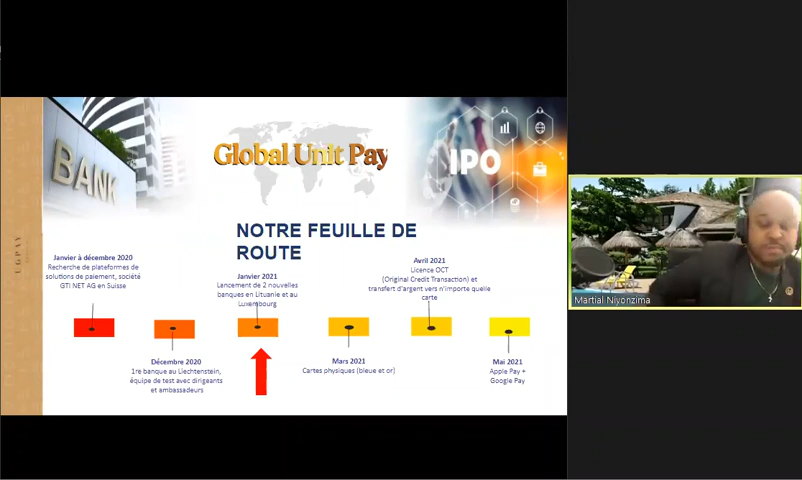 BANK
Global Unit Pay
IPO
UGPAY
NOTRE FEUILLE DE
ROUTE
Janvier à décembre 2020
Recherche de plateformes de
solutions de paiement, société
GTI NET AG en Suisse
Décembre 2020
1re banque au Liechtenstein,
équipe de test avec dirigeants
et ambassadeurs
Janvier 2021
Lancement de 2 nouvelles
banques en Lituanie et au
Luxembourg
Mars 2021
Cartes physiques (bleue et or)
Avril 2021
Licence OCT
(Original Credit Transaction) et
transfert d'argent vers n'importe quelle
carte
Mai 2021
Apple Pay +
Google Pay
Martial Niyonzima